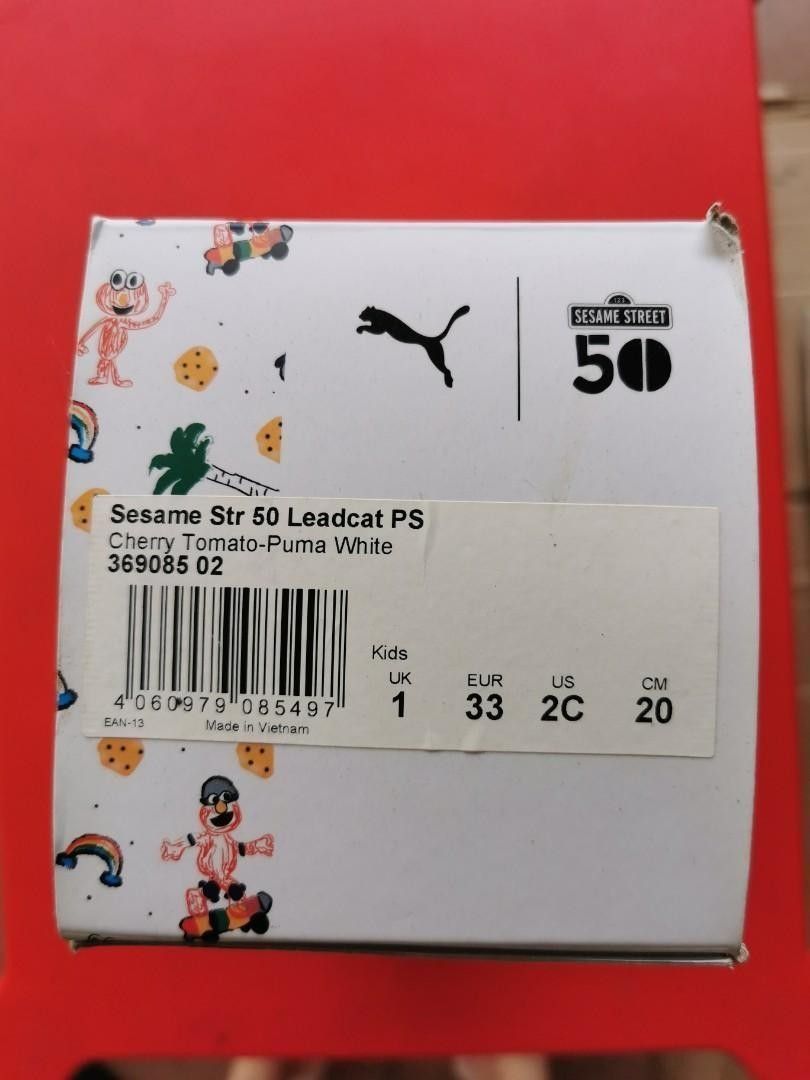 123
SESAME STREET
50
Sesame Str 50 Leadcat PS
Cherry Tomato-Puma White
369085 02
4 060979 085497
EAN-13
Made in Vietnam
Kids
UK EUR US CM
1 33 2C 20